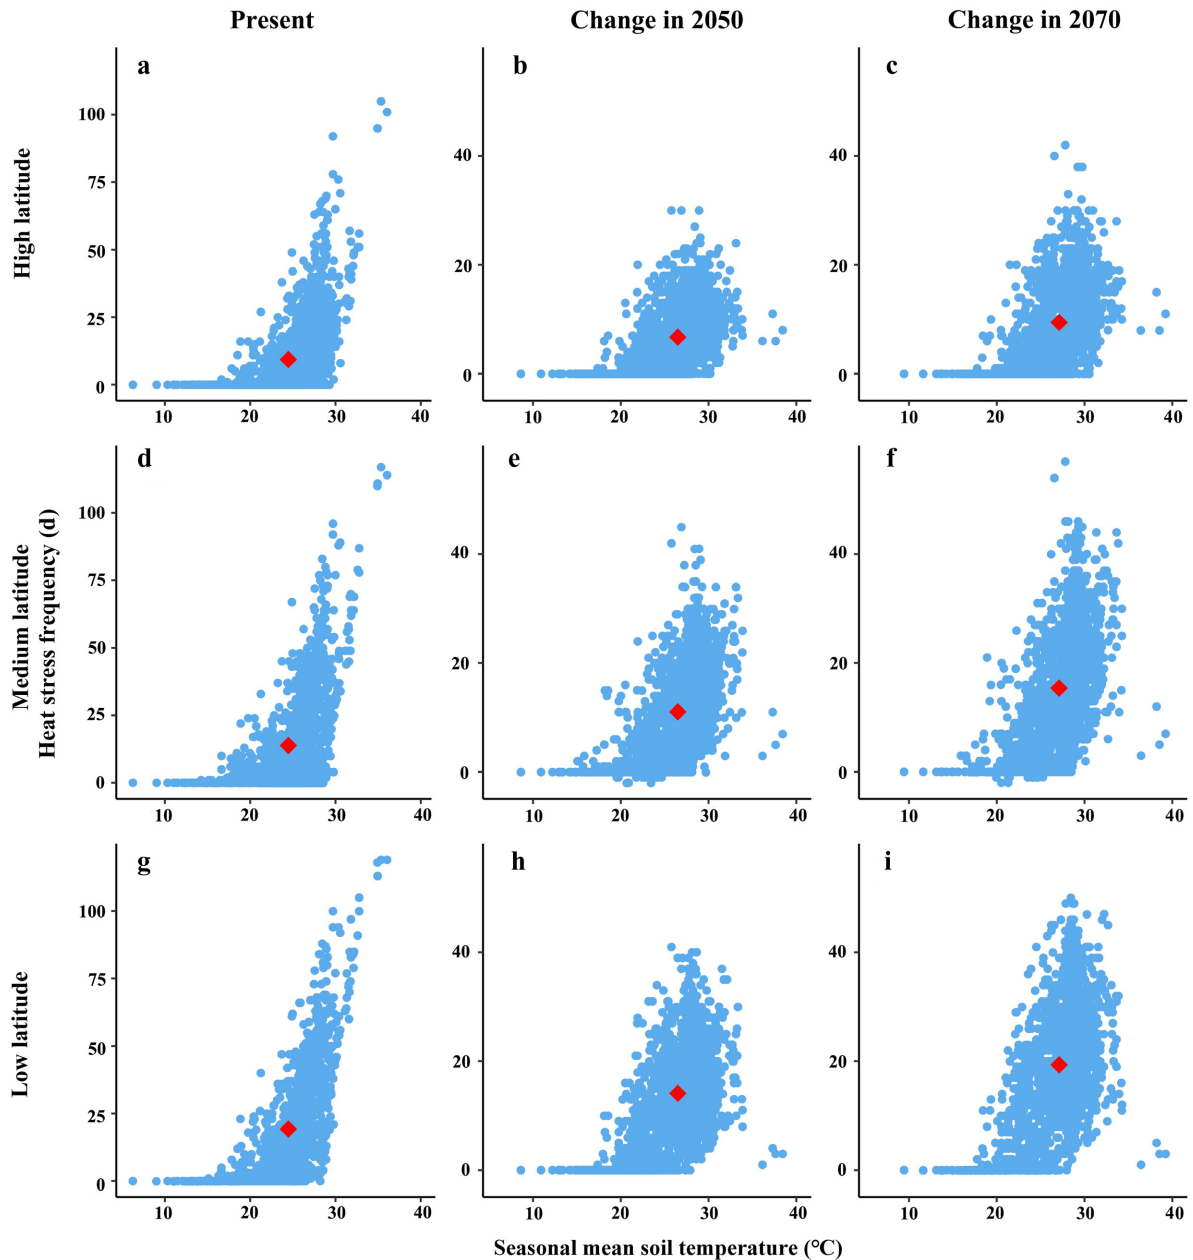 Present Change in 2050 Change in 2070
a b c
High latitude
100
75
50
25
0
40
20
0
40
20
0
10 20 30 40 10 20 30 40 10 20 30 40
d e f
Medium latitude
Heat stress frequency (d)
100
75
50
25
0
40
20
0
40
20
0
10 20 30 40 10 20 30 40 10 20 30 40
g h i
Low latitude
100
75
50
25
0
40
20
0
40
20
0
10 20 30 40 10 20 30 40 10 20 30 40
Seasonal mean soil temperature (°C)